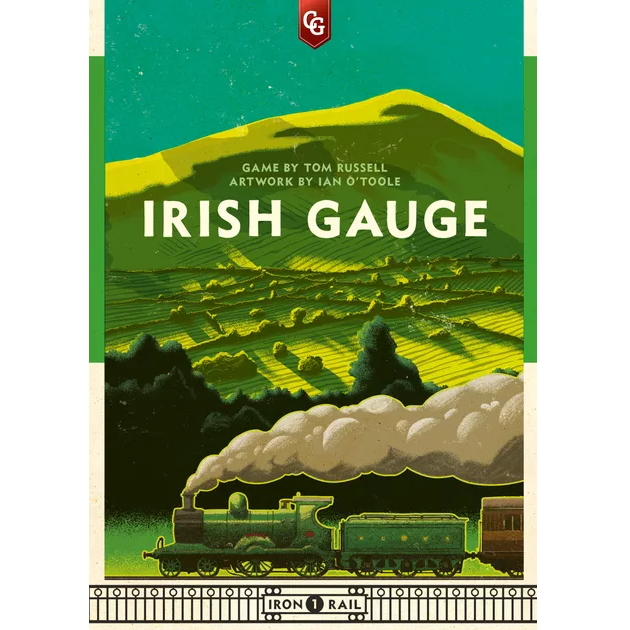 CG
GAME BY TOM RUSSELL
ARTWORK BY IAN O'TOOLE
IRISH GAUGE
IRON 1 RAIL